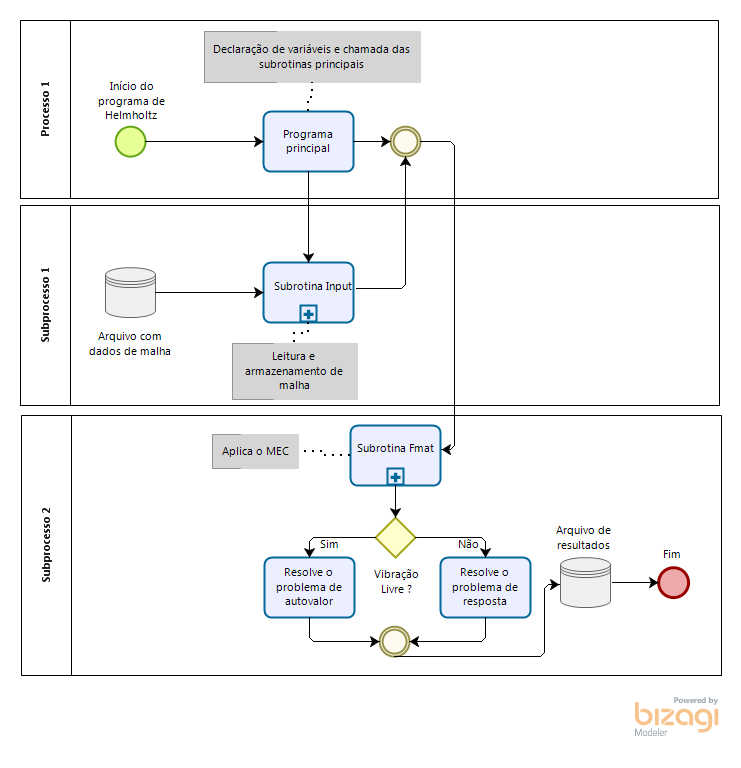 Processo 1
Declaração de variáveis e chamada das
subrotinas principais
Início do
programa de
Helmholtz
Programa
principal
Subprocesso 1
Arquivo com
dados de malha
Subrotina Input
Leitura e
armazenamento de
malha
Subprocesso 2
Aplica o MEC
Subrotina Fmat
Sim
Não
Vibração
Livre ?
Resolve o
problema de
autovalor
Resolve o
problema de
resposta
Arquivo de
resultados
Fim
Powered by
bizagi
Modeler